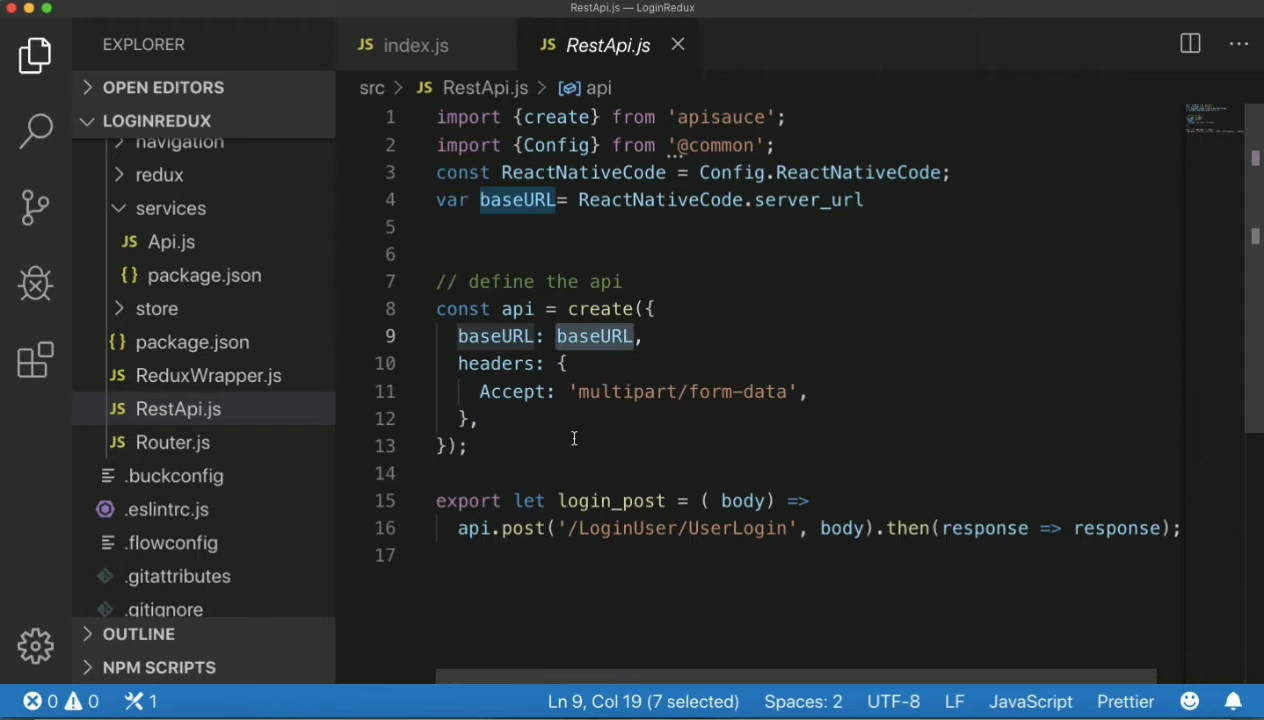 RestApi.js — LoginRedux
EXPLORER
OPEN EDITORS
LOGINREDUX
navigation
redux
services
JS Api.js
{} package.json
store
{} package.json
JS ReduxWrapper.js
JS RestApi.js
JS Router.js
.buckconfig
.eslintrc.js
.flowconfig
.gitattributes
.gitignore
OUTLINE
NPM SCRIPTS
JS index.js
JS RestApi.js
src > JS RestApi.js > api
1 import {create} from 'apisauce';
2 import {Config} from '@common';
3 const ReactNativeCode = Config.ReactNativeCode;
4 var baseURL= ReactNativeCode.server_url
5
6
7 // define the api
8 const api = create({
9 baseURL: baseURL,
10 headers: {
11 Accept: 'multipart/form-data',
12 },
13 });
14
15 export let login_post = ( body) =>
16 api.post('/LoginUser/UserLogin', body).then(response => response);
17
0 0 1 Ln 9, Col 19 (7 selected) Spaces: 2 UTF-8 LF JavaScript Prettier